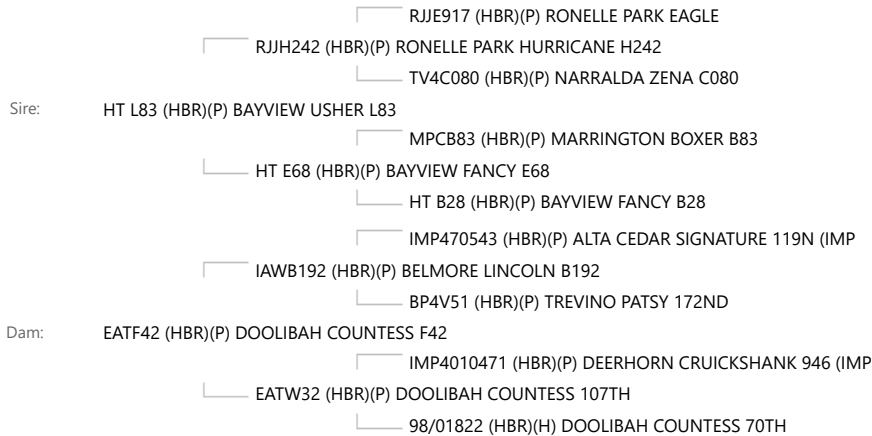 RJJE917 (HBR)(P) RONELLE PARK EAGLE
RJJH242 (HBR)(P) RONELLE PARK HURRICANE H242
TV4C080 (HBR)(P) NARRALDA ZENA C080
Sire: HT L83 (HBR)(P) BAYVIEW USHER L83
MPCB83 (HBR)(P) MARRINGTON BOXER B83
HT E68 (HBR)(P) BAYVIEW FANCY E68
HT B28 (HBR)(P) BAYVIEW FANCY B28
IMP470543 (HBR)(P) ALTA CEDAR SIGNATURE 119N (IMP
IAWB192 (HBR)(P) BELMORE LINCOLN B192
BP4V51 (HBR)(P) TREVINO PATSY 172ND
Dam: EATF42 (HBR)(P) DOOLIBAH COUNTESS F42
IMP4010471 (HBR)(P) DEERHORN CRUICKSHANK 946 (IMP
EATW32 (HBR)(P) DOOLIBAH COUNTESS 107TH
98/01822 (HBR)(H) DOOLIBAH COUNTESS 70TH